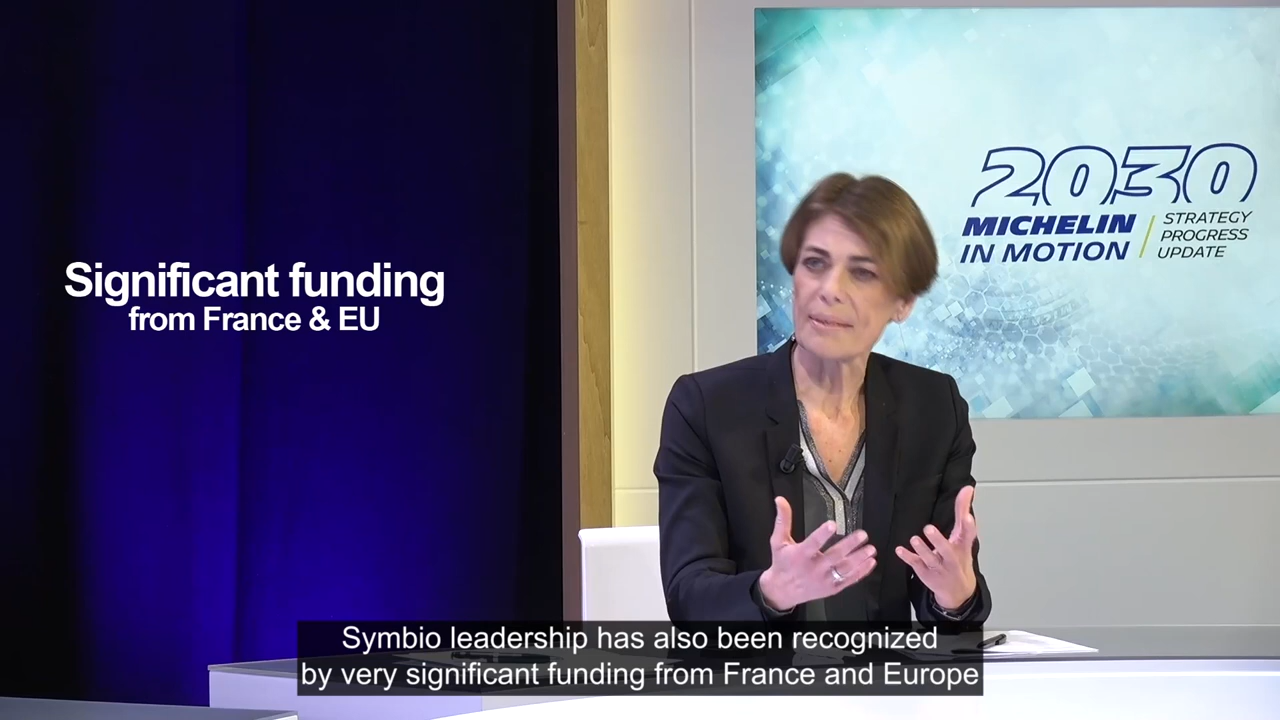 Significant funding
from France & EU
2030
MICHELIN
IN MOTION
STRATEGY
PROGRESS
UPDATE
Symbio leadership has also been recognized
by very significant funding from France and Europe